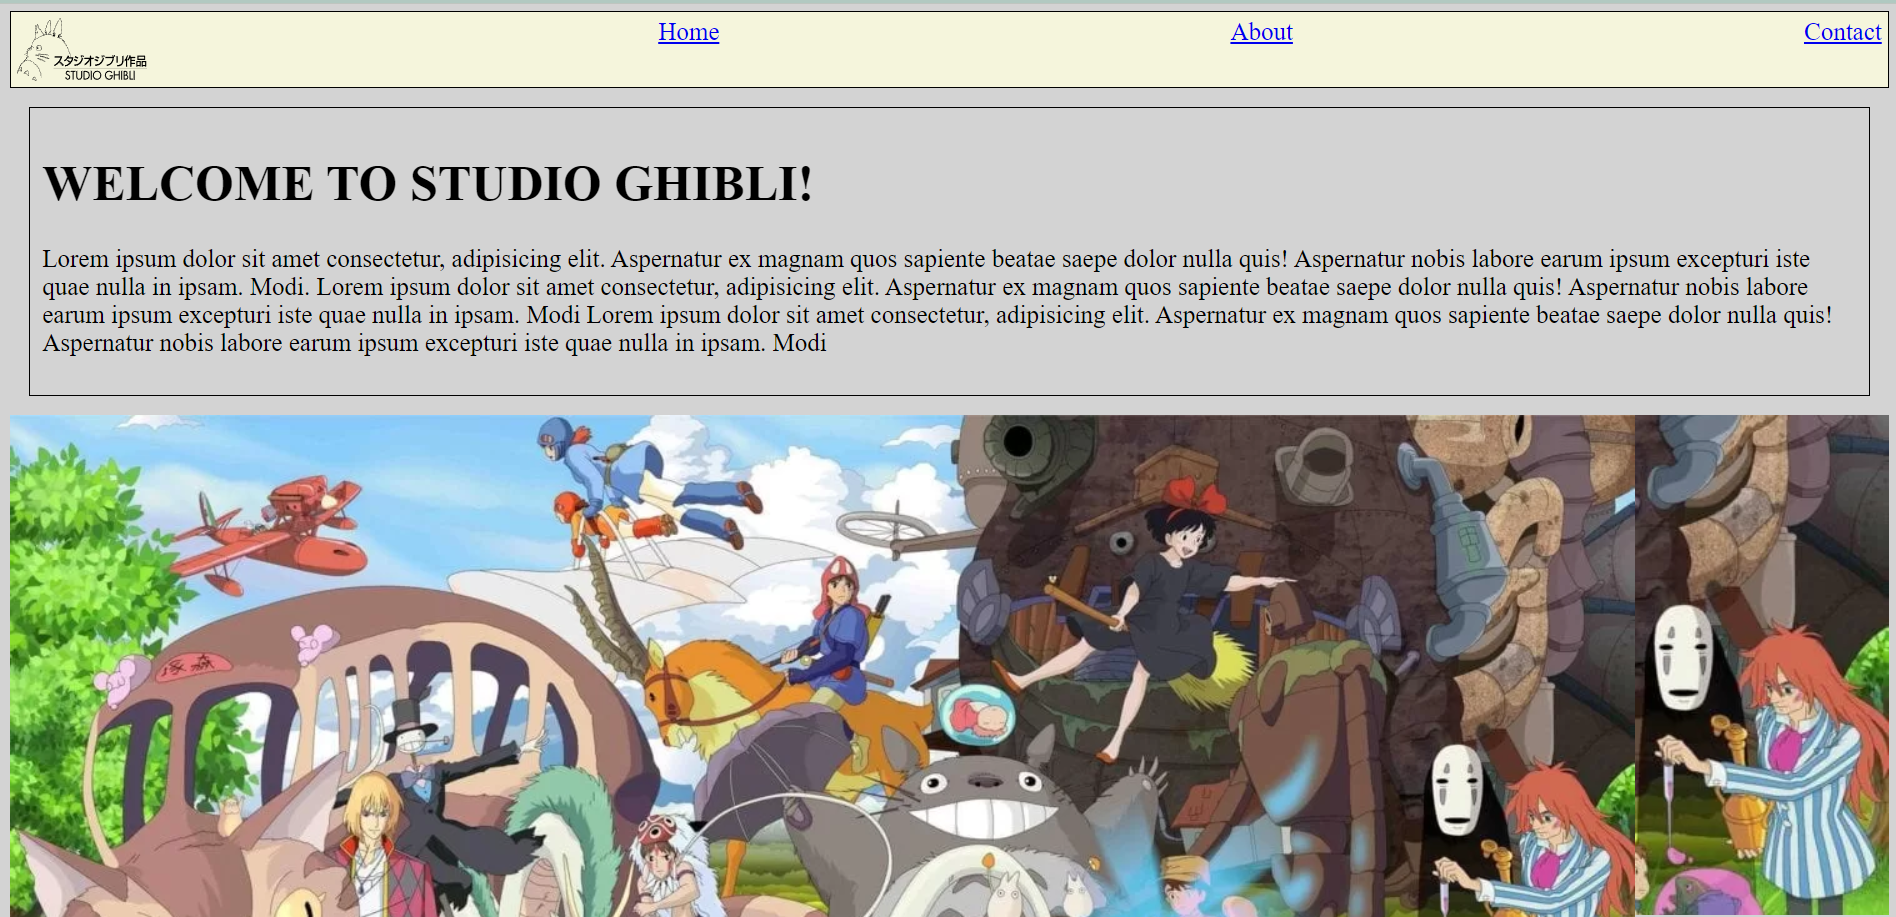 スタジオジブリ作品
STUDIO GHIBLI
Home
About
Contact
WELCOME TO STUDIO GHIBLI!
Lorem ipsum dolor sit amet consectetur, adipisicing elit. Aspernatur ex magnam quos sapiente beatae saepe dolor nulla quis! Aspernatur nobis labore earum ipsum excepturi iste
quae nulla in ipsam. Modi. Lorem ipsum dolor sit amet consectetur, adipisicing elit. Aspernatur ex magnam quos sapiente beatae saepe dolor nulla quis! Aspernatur nobis labore
earum ipsum excepturi iste quae nulla in ipsam. Modi Lorem ipsum dolor sit amet consectetur, adipisicing elit. Aspernatur ex magnam quos sapiente beatae saepe dolor nulla quis!
Aspernatur nobis labore earum ipsum excepturi iste quae nulla in ipsam. Modi